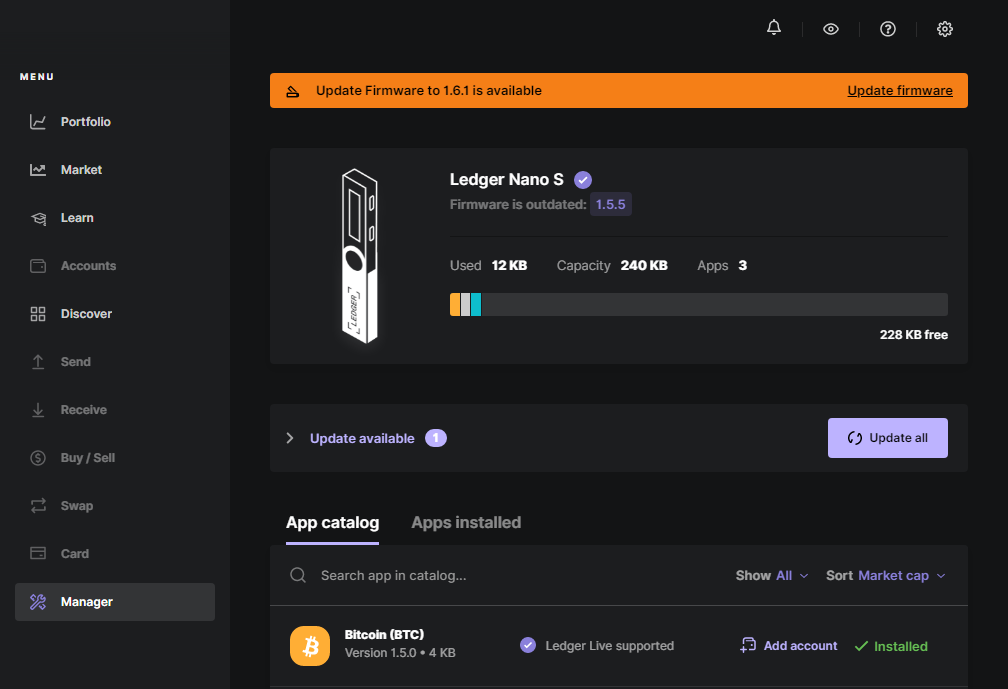 MENU
Portfolio
Market
Learn
Accounts
Discover
Send
Receive
Buy / Sell
Swap
Card
Manager
Update Firmware to 1.6.1 is available Update firmware
LEDGER
Ledger Nano S
Firmware is outdated: 1.5.5
Used 12 KB Capacity 240 KB Apps 3
228 KB free
Update available 1 Update all
App catalog Apps installed
Search app in catalog... Show All Sort Market cap
Bitcoin (BTC)
Version 1.5.0 • 4 KB Ledger Live supported Add account Installed